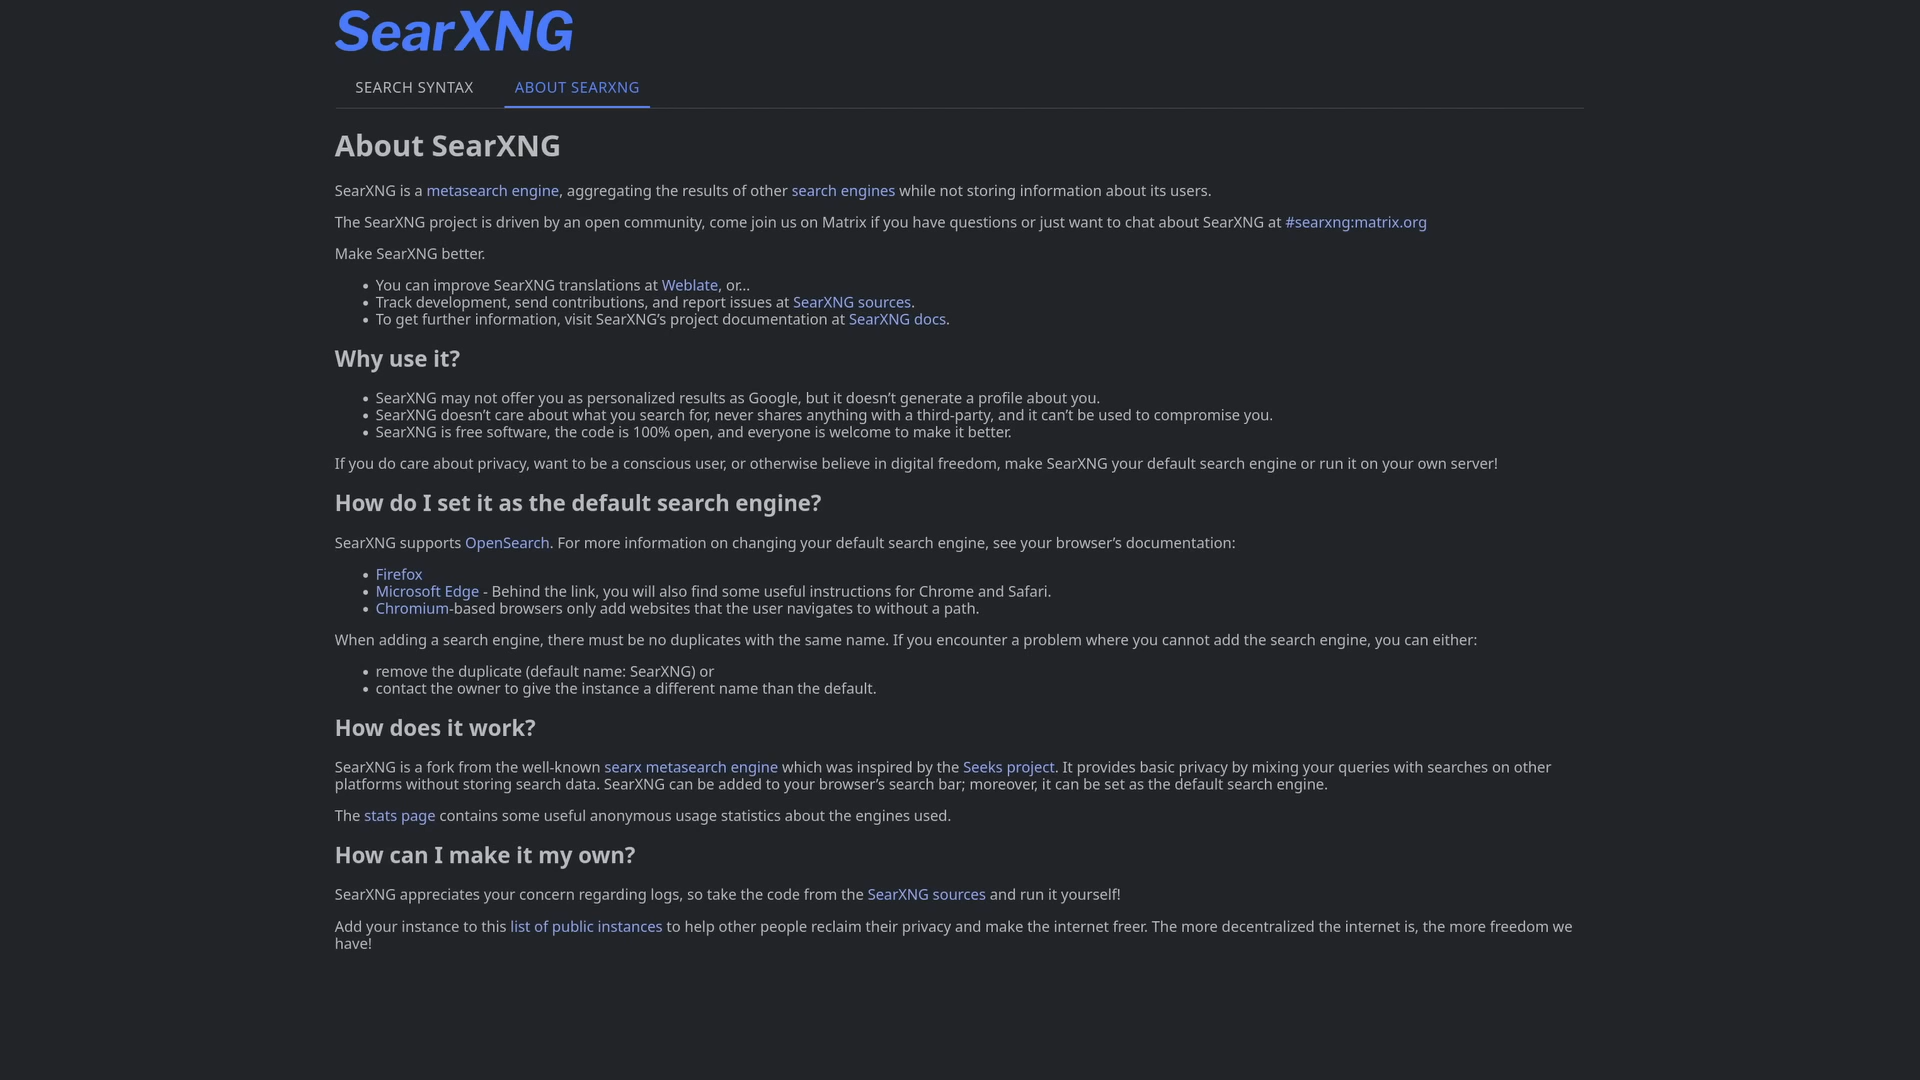 SearXNG
SEARCH SYNTAX
ABOUT SEARXNG
About SearXNG
SearXNG is a metasearch engine, aggregating the results of other search engines while not storing information about its users.
The SearXNG project is driven by an open community, come join us on Matrix if you have questions or just want to chat about SearXNG at #searxng:matrix.org
Make SearXNG better.
• You can improve SearXNG translations at Weblate, or...
• Track development, send contributions, and report issues at SearXNG sources.
• To get further information, visit SearXNG’s project documentation at SearXNG docs.
Why use it?
• SearXNG may not offer you as personalized results as Google, but it doesn’t generate a profile about you.
• SearXNG doesn’t care about what you search for, never shares anything with a third-party, and it can’t be used to compromise you.
• SearXNG is free software, the code is 100% open, and everyone is welcome to make it better.
If you do care about privacy, want to be a conscious user, or otherwise believe in digital freedom, make SearXNG your default search engine or run it on your own server!
How do I set it as the default search engine?
SearXNG supports OpenSearch. For more information on changing your default search engine, see your browser’s documentation:
• Firefox
• Microsoft Edge - Behind the link, you will also find some useful instructions for Chrome and Safari.
• Chromium-based browsers only add websites that the user navigates to without a path.
When adding a search engine, there must be no duplicates with the same name. If you encounter a problem where you cannot add the search engine, you can either:
• remove the duplicate (default name: SearXNG) or
• contact the owner to give the instance a different name than the default.
How does it work?
SearXNG is a fork from the well-known searx metasearch engine which was inspired by the Seeks project. It provides basic privacy by mixing your queries with searches on other
platforms without storing search data. SearXNG can be added to your browser’s search bar; moreover, it can be set as the default search engine.
The stats page contains some useful anonymous usage statistics about the engines used.
How can I make it my own?
SearXNG appreciates your concern regarding logs, so take the code from the SearXNG sources and run it yourself!
Add your instance to this list of public instances to help other people reclaim their privacy and make the internet freer. The more decentralized the internet is, the more freedom we
have!